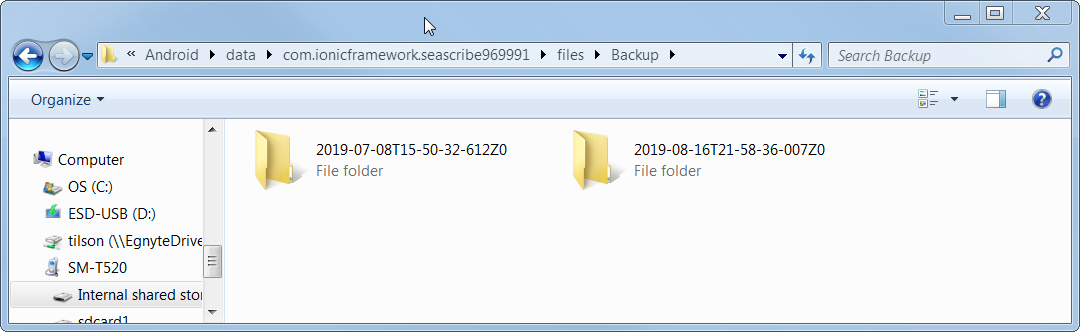 « Android data com.ionicframework.seascribe969991 files Backup
Search Backup
Organize
Computer
OS (C:)
ESD-USB (D:)
tilson (\\EgnyteDrive
SM-T520
Internal shared stor
sdcard1
2019-07-08T15-50-32-612Z0
File folder
2019-08-16T21-58-36-007Z0
File folder